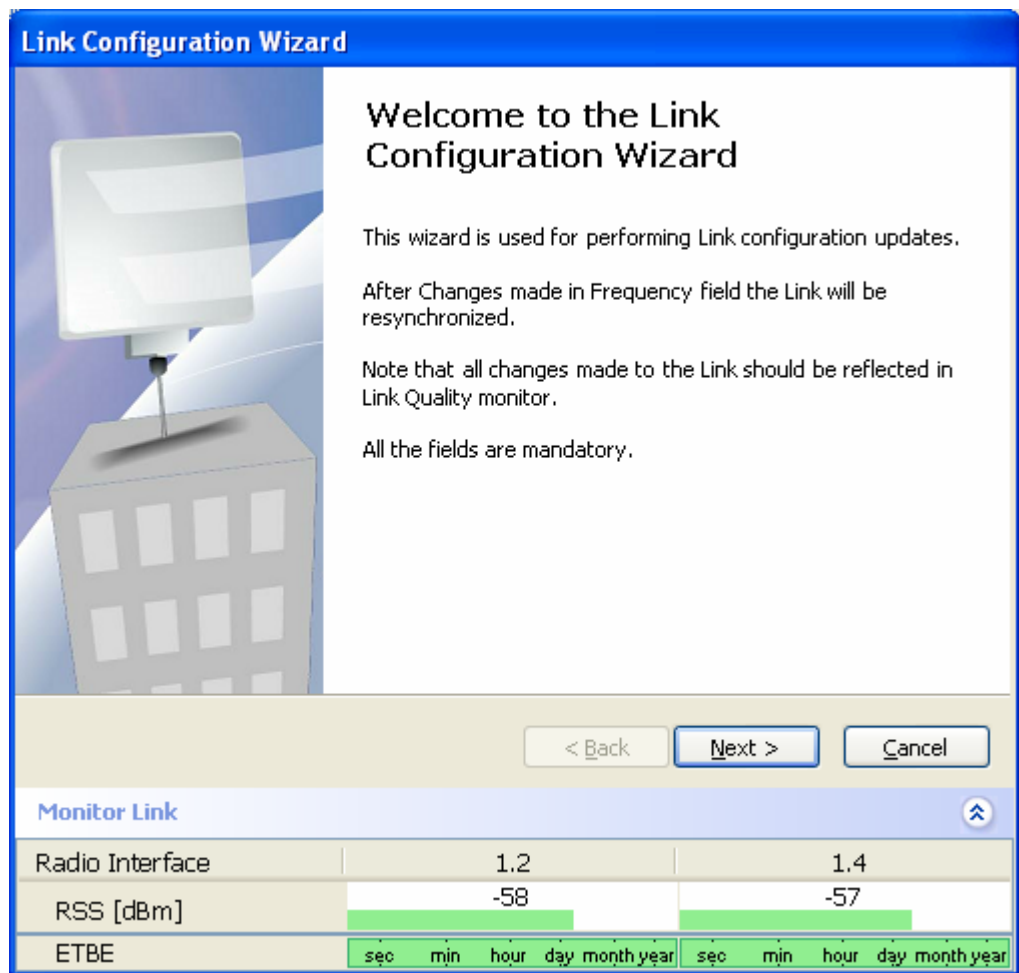 Link Configuration Wizard
Welcome to the Link
Configuration Wizard
This wizard is used for performing Link configuration updates.
After Changes made in Frequency field the Link will be
resynchronized.
Note that all changes made to the Link should be reflected in
Link Quality monitor.
All the fields are mandatory.
< Back Next > Cancel
Monitor Link
Radio Interface 1.2 1.4
RSS [dBm] -58 -57
ETBE sec min hour day month year sec min hour day month year